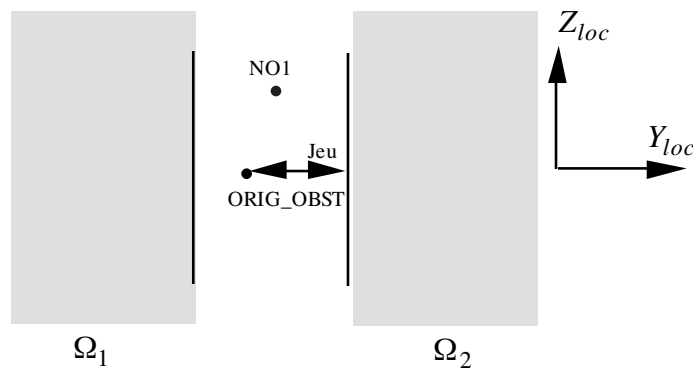 Z_loc
NO1
Y_loc
Jeu
ORIG_OBST
Ω₁
Ω₂